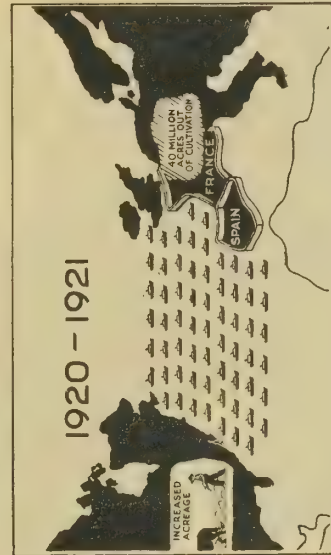 1920-1921
INCREASED
ACREAGE
40 MILLION
ACRES OUT
OF CULTIVATION
FRANCE
SPAIN